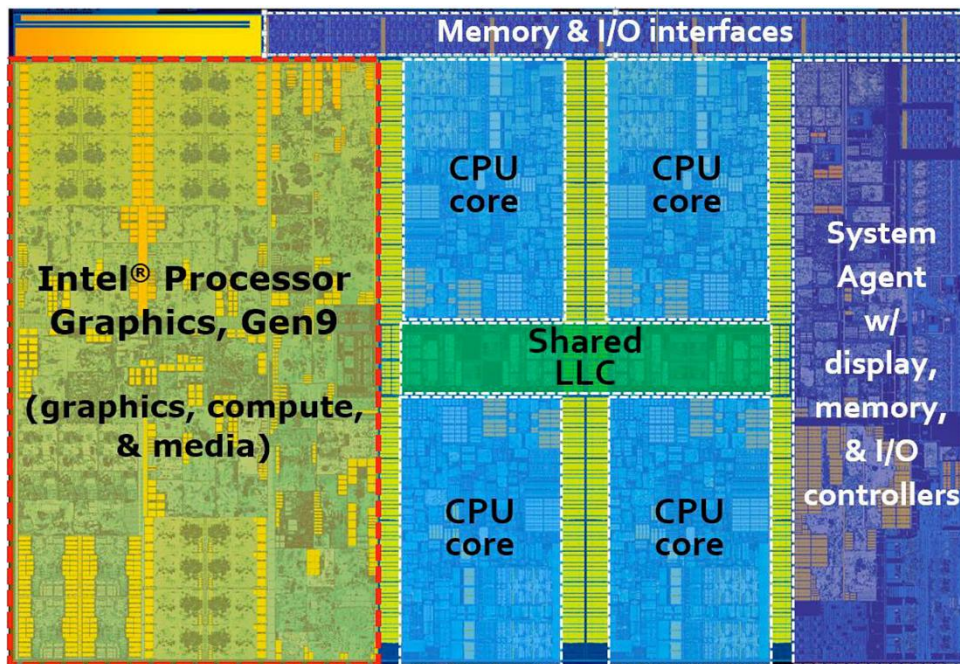 Memory & I/O interfaces
CPU
core
CPU
core
Intel® Processor
Graphics, Gen9
(graphics, compute,
& media)
Shared
LLC
System
Agent
w/
display,
memory,
& I/O
controllers
CPU
core
CPU
core